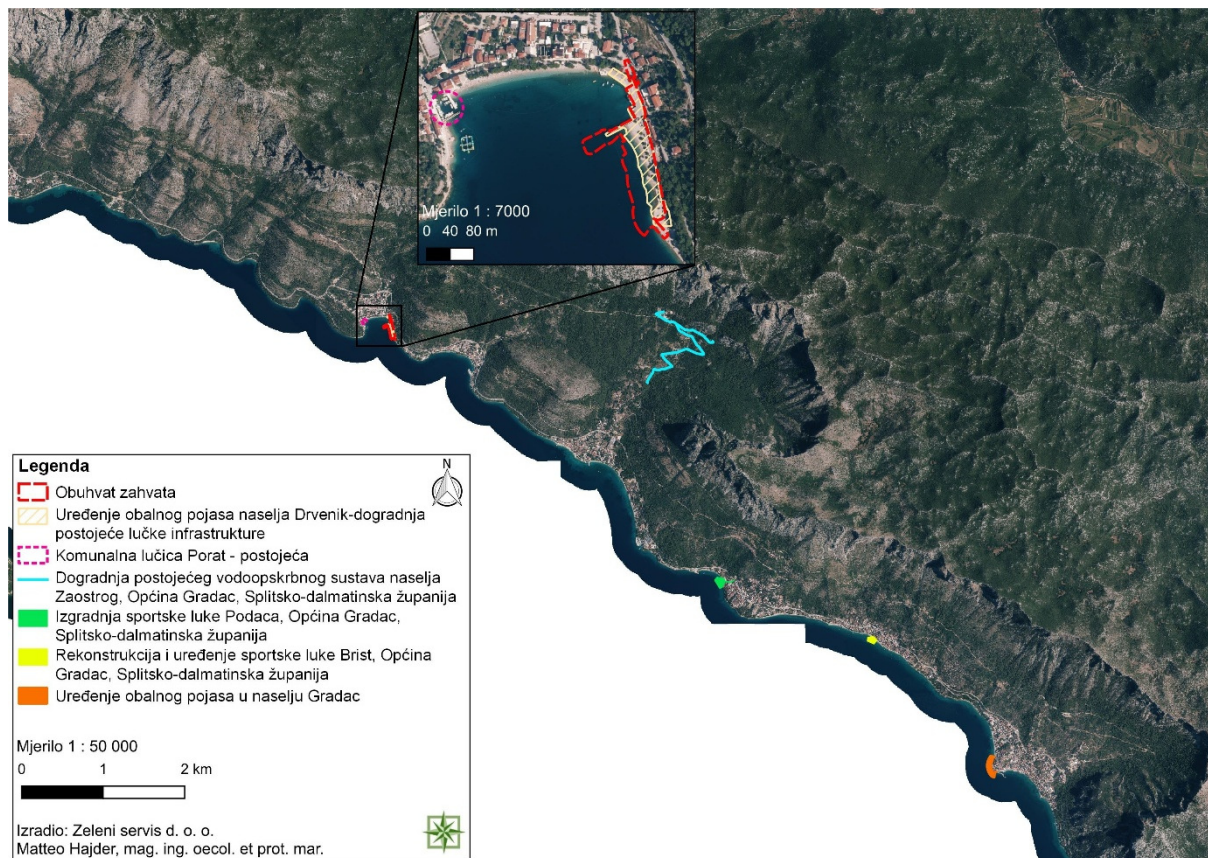 Mjerilo 1 : 7000
0 40 80 m
Legenda
N
Obuhvat zahvata
Uređenje obalnog pojasa naselja Drvenik-dogradnja
postojeće lučke infrastrukture
Komunalna lučica Porat - postojeća
Dogradnja postojećeg vodoopskrbnog sustava naselja
Zaostrog, Općina Gradac, Splitsko-dalmatinska županija
Izgradnja sportske luke Podaca, Općina Gradac,
Splitsko-dalmatinska županija
Rekonstrukcija i uređenje sportske luke Brist, Općina
Gradac, Splitsko-dalmatinska županija
Uređenje obalnog pojasa u naselju Gradac
Mjerilo 1 : 50 000
0 1 2 km
Izradio: Zeleni servis d. o. o.
Matteo Hajder, mag. ing. oecol. et prot. mar.